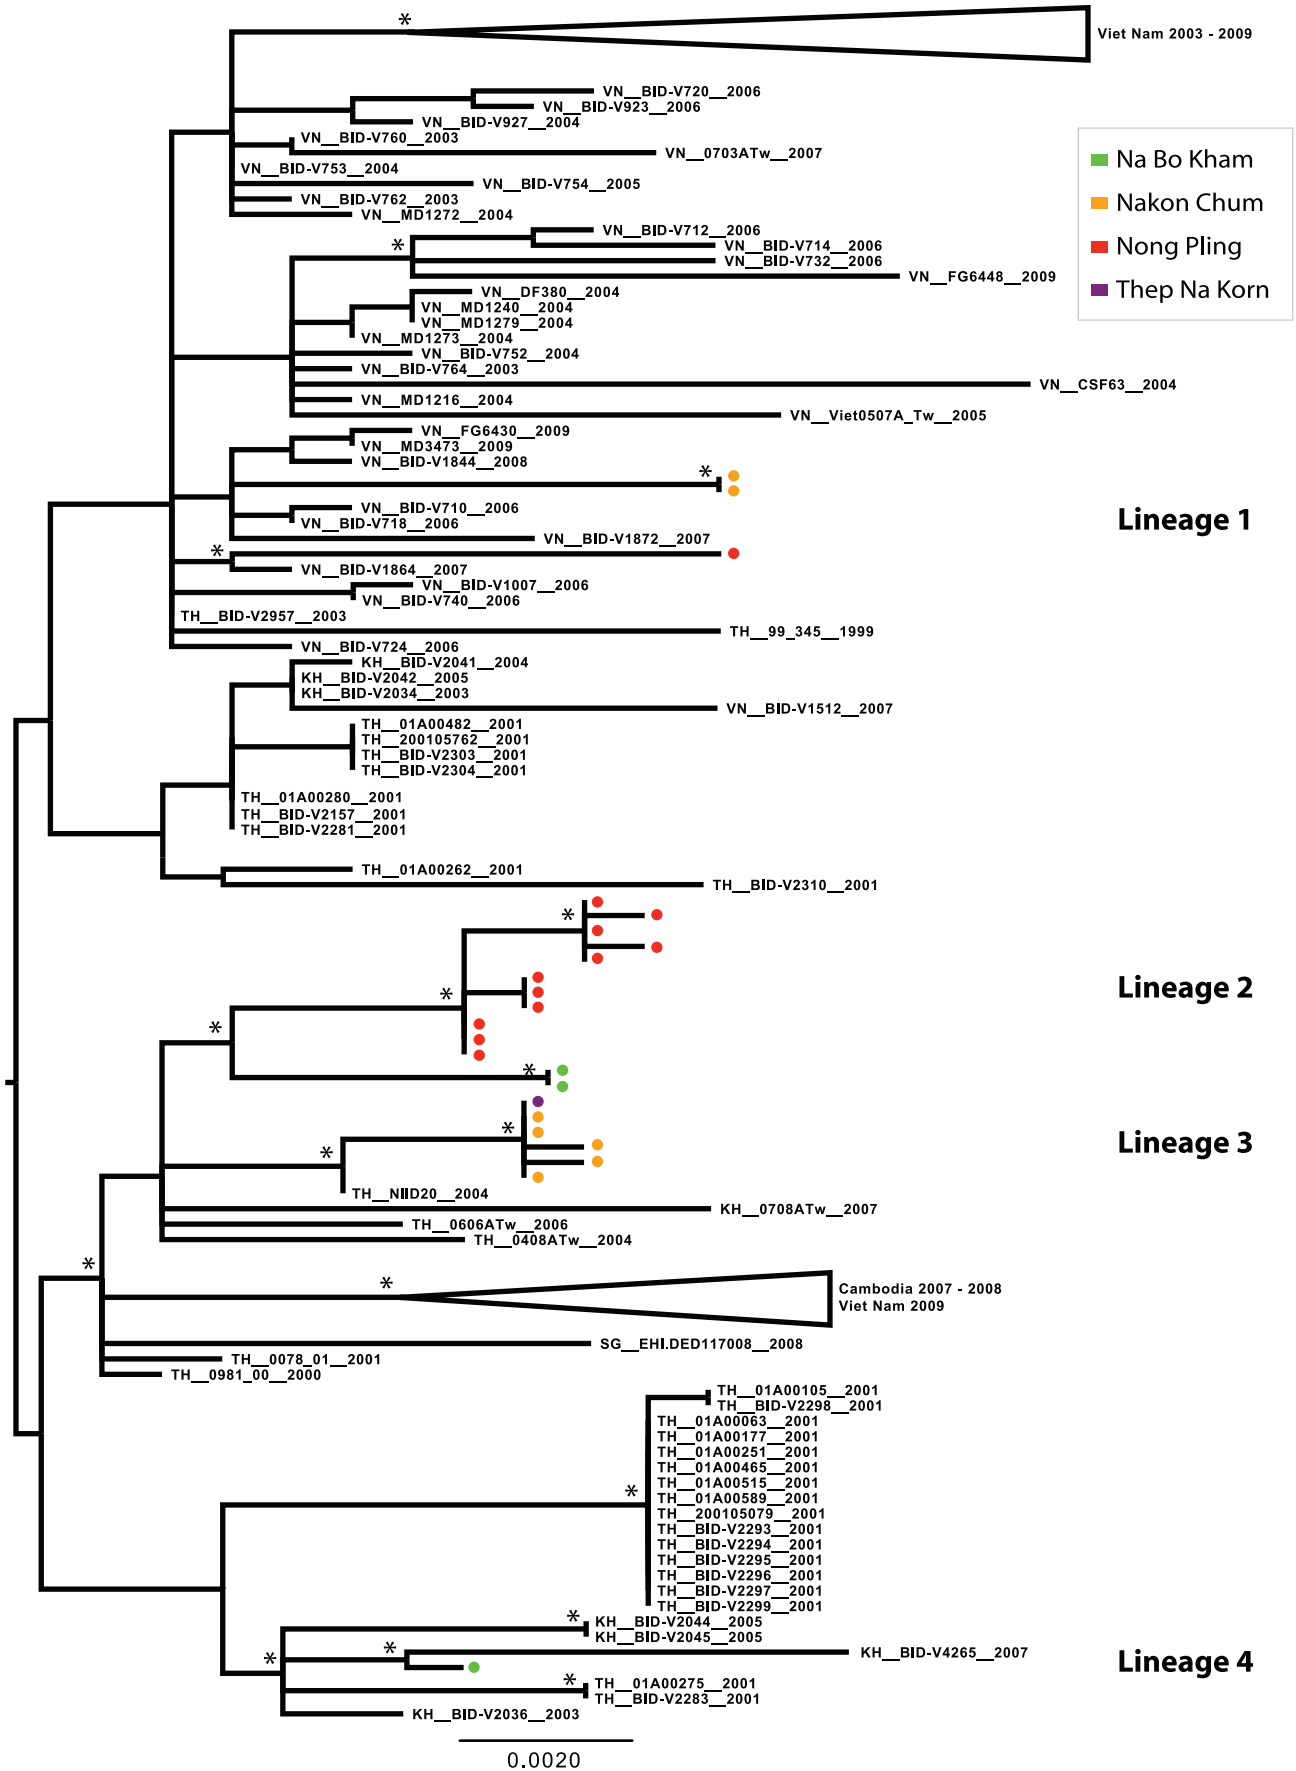 *
Viet Nam 2003 - 2009
VN__BID-V720__2006
VN__BID-V923__2006
VN__BID-V927__2004
VN__BID-V760__2003
VN__0703ATw__2007
VN__BID-V753__2004
VN__BID-V754__2005
VN__BID-V762__2003
VN__MD1272__2004
Na Bo Kham
Nakon Chum
Nong Pling
Thep Na Korn
VN__BID-V712__2006
*
VN__BID-V714__2006
VN__BID-V732__2006
VN__FG6448__2009
VN__DF380__2004
VN__MD1240__2004
VN__MD1279__2004
VN__MD1273__2004
VN__BID-V752__2004
VN__BID-V764__2003
VN__CSF63__2004
VN__MD1216__2004
VN__Viet0507A_Tw__2005
VN__FG6430__2009
VN__MD3473__2009
VN__BID-V1844__2008
*
VN__BID-V710__2006
VN__BID-V718__2006
Lineage 1
VN__BID-V1872__2007
*
VN__BID-V1864__2007
VN__BID-V1007__2006
VN__BID-V740__2006
TH__BID-V2957__2003
TH__99_345__1999
VN__BID-V724__2006
KH__BID-V2041__2004
KH__BID-V2042__2005
KH__BID-V2034__2003
VN__BID-V1512__2007
TH__01A00482__2001
TH__200105762__2001
TH__BID-V2303__2001
TH__BID-V2304__2001
TH__01A00280__2001
TH__BID-V2157__2001
TH__BID-V2281__2001
TH__01A00262__2001
TH__BID-V2310__2001
*
Lineage 2
*
*
*
*
Lineage 3
*
TH__NIID20__2004
KH__0708ATw__2007
TH__0606ATw__2006
TH__0408ATw__2004
*
*
Cambodia 2007 - 2008
Viet Nam 2009
SG__EHI.DED117008__2008
TH__0078_01__2001
TH__0981_00__2000
TH__01A00105__2001
TH__BID-V2298__2001
TH__01A00063__2001
TH__01A00177__2001
TH__01A00251__2001
TH__01A00465__2001
TH__01A00515__2001
*
TH__01A00589__2001
TH__200105079__2001
TH__BID-V2293__2001
TH__BID-V2294__2001
TH__BID-V2295__2001
TH__BID-V2296__2001
TH__BID-V2297__2001
TH__BID-V2299__2001
*
KH__BID-V2044__2005
KH__BID-V2045__2005
*
KH__BID-V4265__2007
*
Lineage 4
*
TH__01A00275__2001
TH__BID-V2283__2001
KH__BID-V2036__2003
0.0020